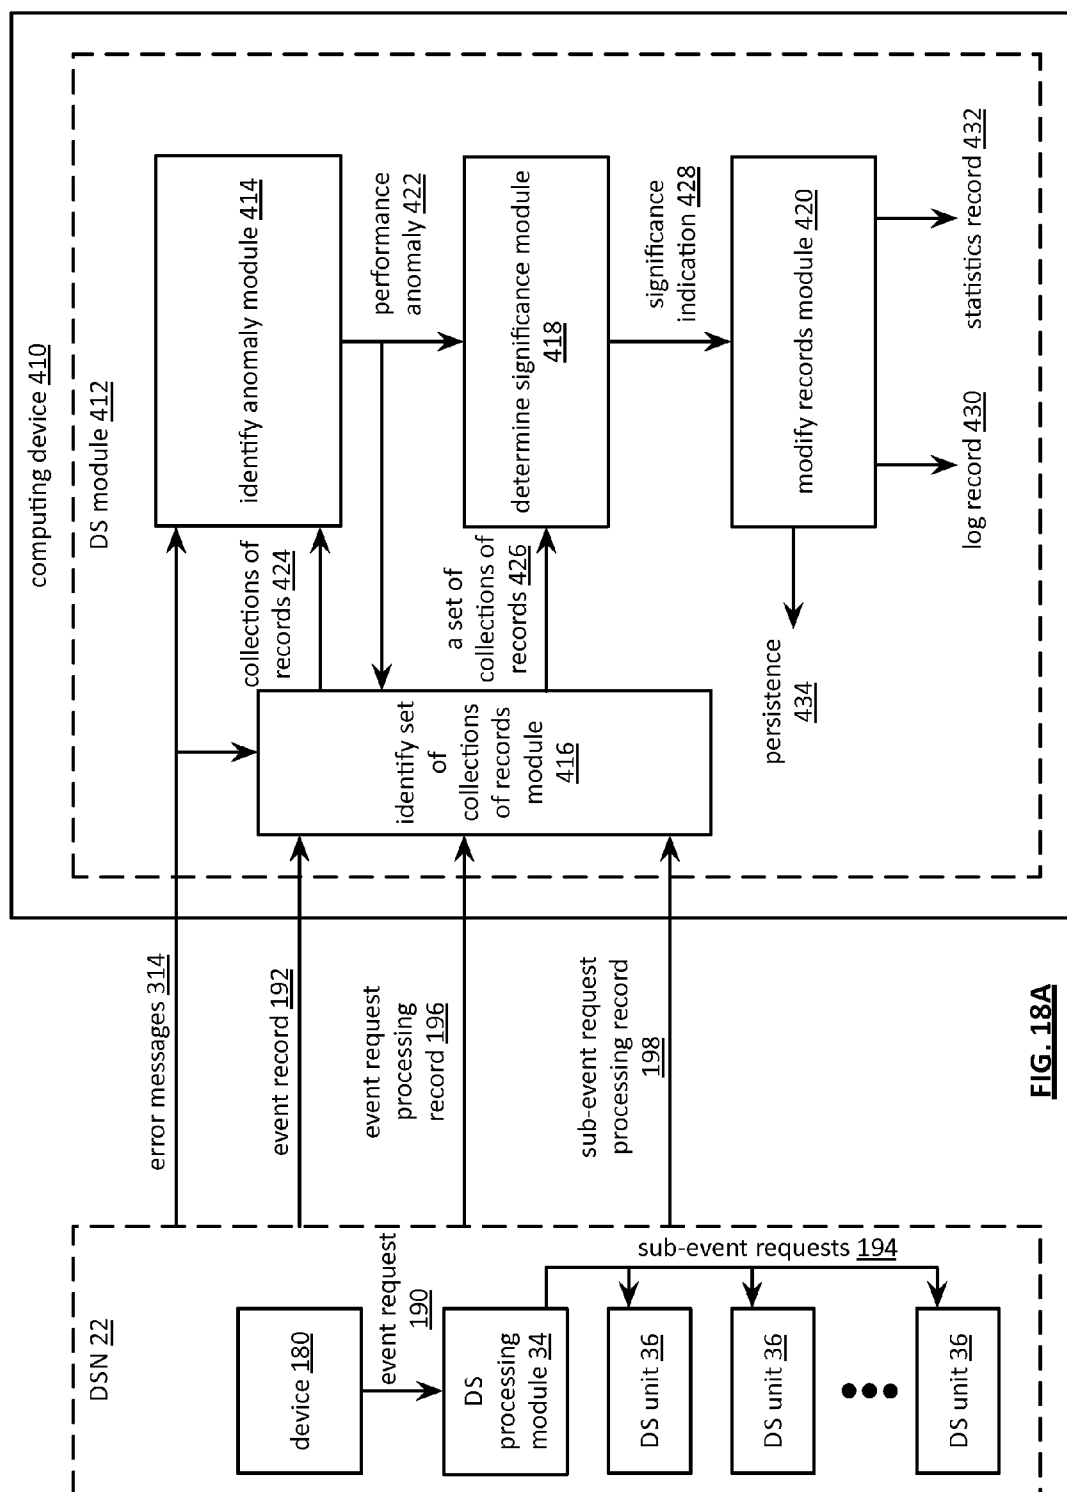 DSN 22
device 180
event request
190
DS
processing
module 34
sub-event requests 194
DS unit 36
DS unit 36
DS unit 36
error messages 314
event record 192
event request
processing
record 196
sub-event request
processing record
198
computing device 410
DS module 412
identify set
of
collections
of records
module
416
collections of
records 424
a set of
collections of
records 426
identify anomaly module 414
performance
anomaly 422
determine significance module
418
significance
indication 428
modify records module 420
persistence
434
log record 430
statistics record 432
FIG. 18A